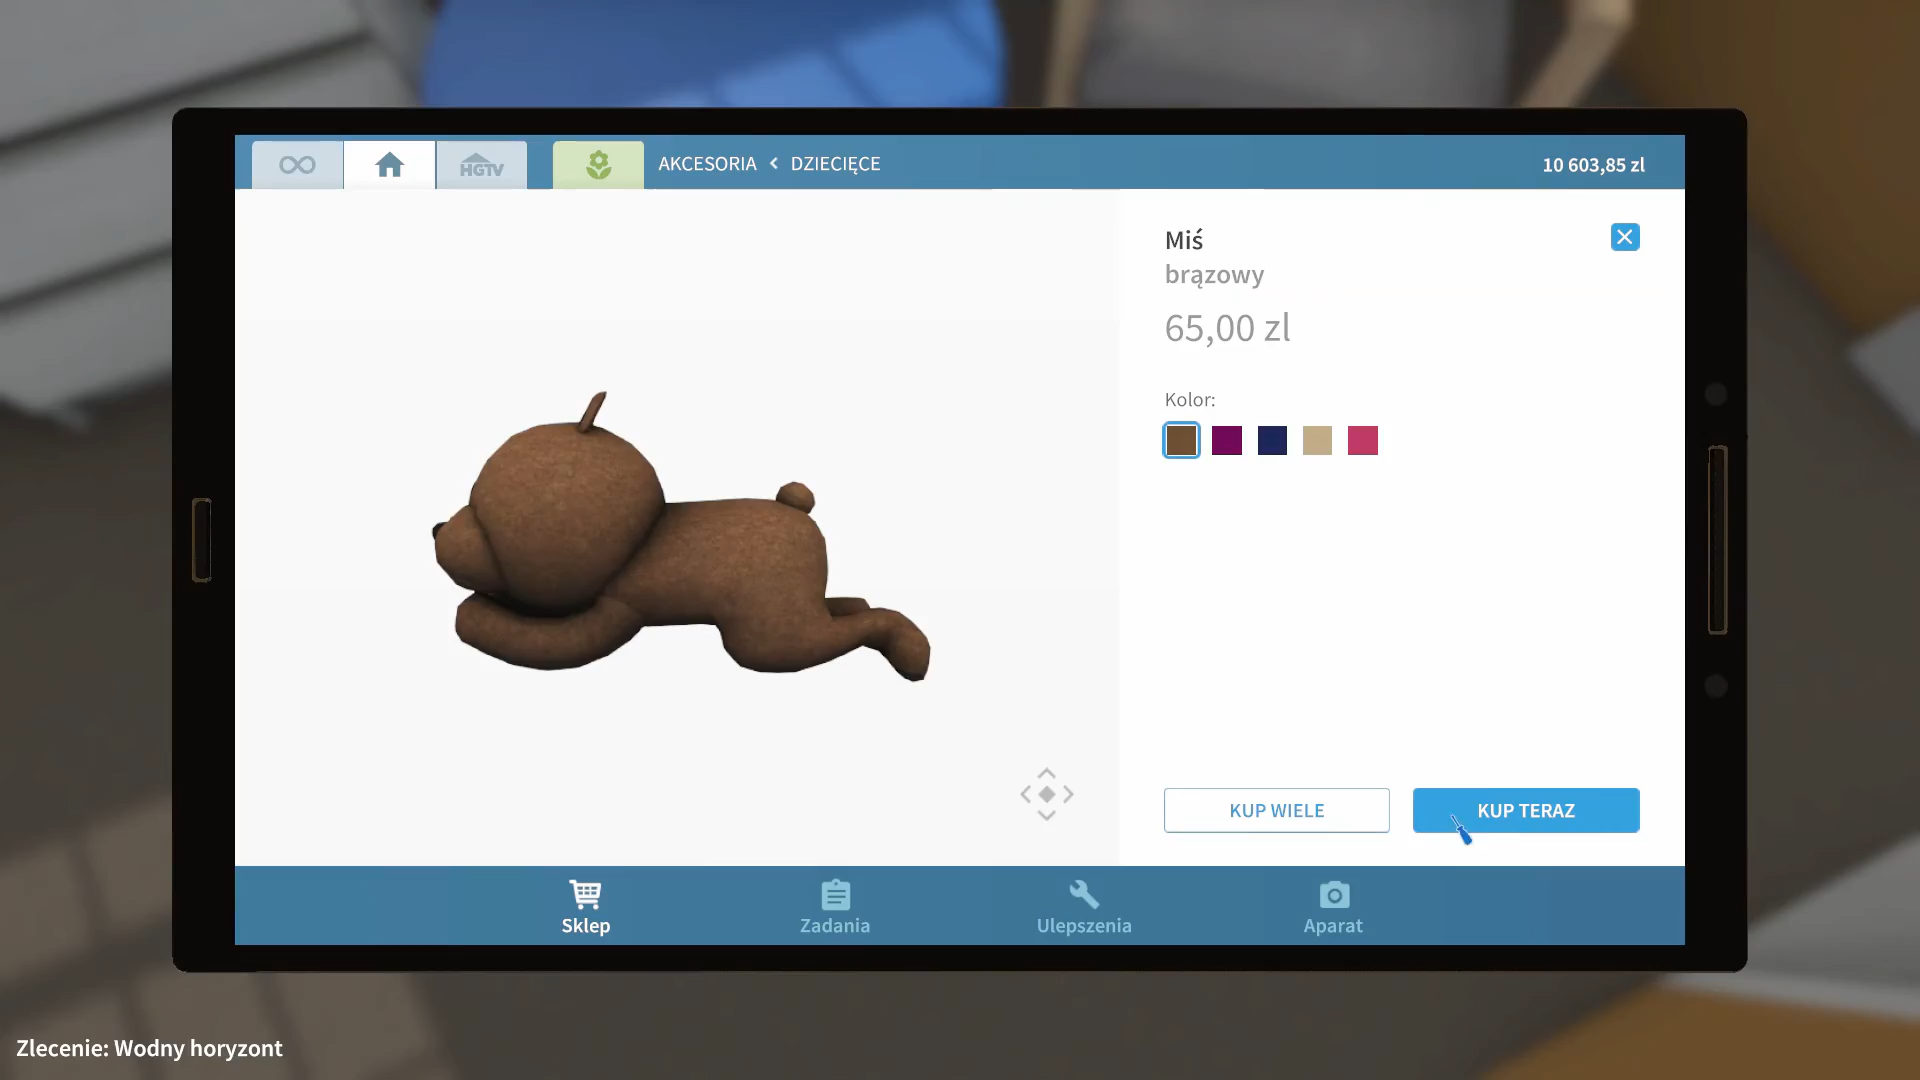 HGTV
AKCESORIA < DZIECIĘCE
10 603,85 zl
Miś
brązowy
65,00 zl
Kolor:
KUP WIELE
KUP TERAZ
Sklep
Zadania
Ulepszenia
Aparat
Zlecenie: Wodny horyzont